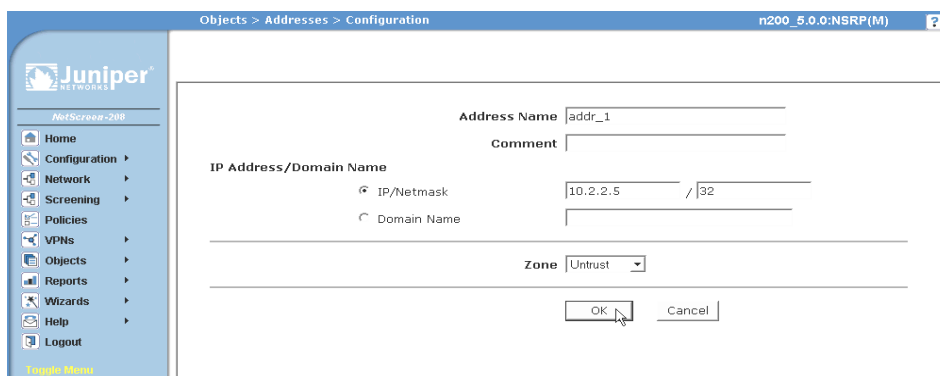 Objects > Addresses > Configuration n200_5.0.0:NSRP(M) ?
Juniper®
NETWORKS
NetScreen-208
Home
Configuration
Network
Screening
Policies
VPNs
Objects
Reports
Wizards
Help
Logout
Toggle Menu
Address Name addr_1
Comment
IP Address/Domain Name
IP/Netmask 10.2.2.5 / 32
Domain Name
Zone Untrust
OK Cancel